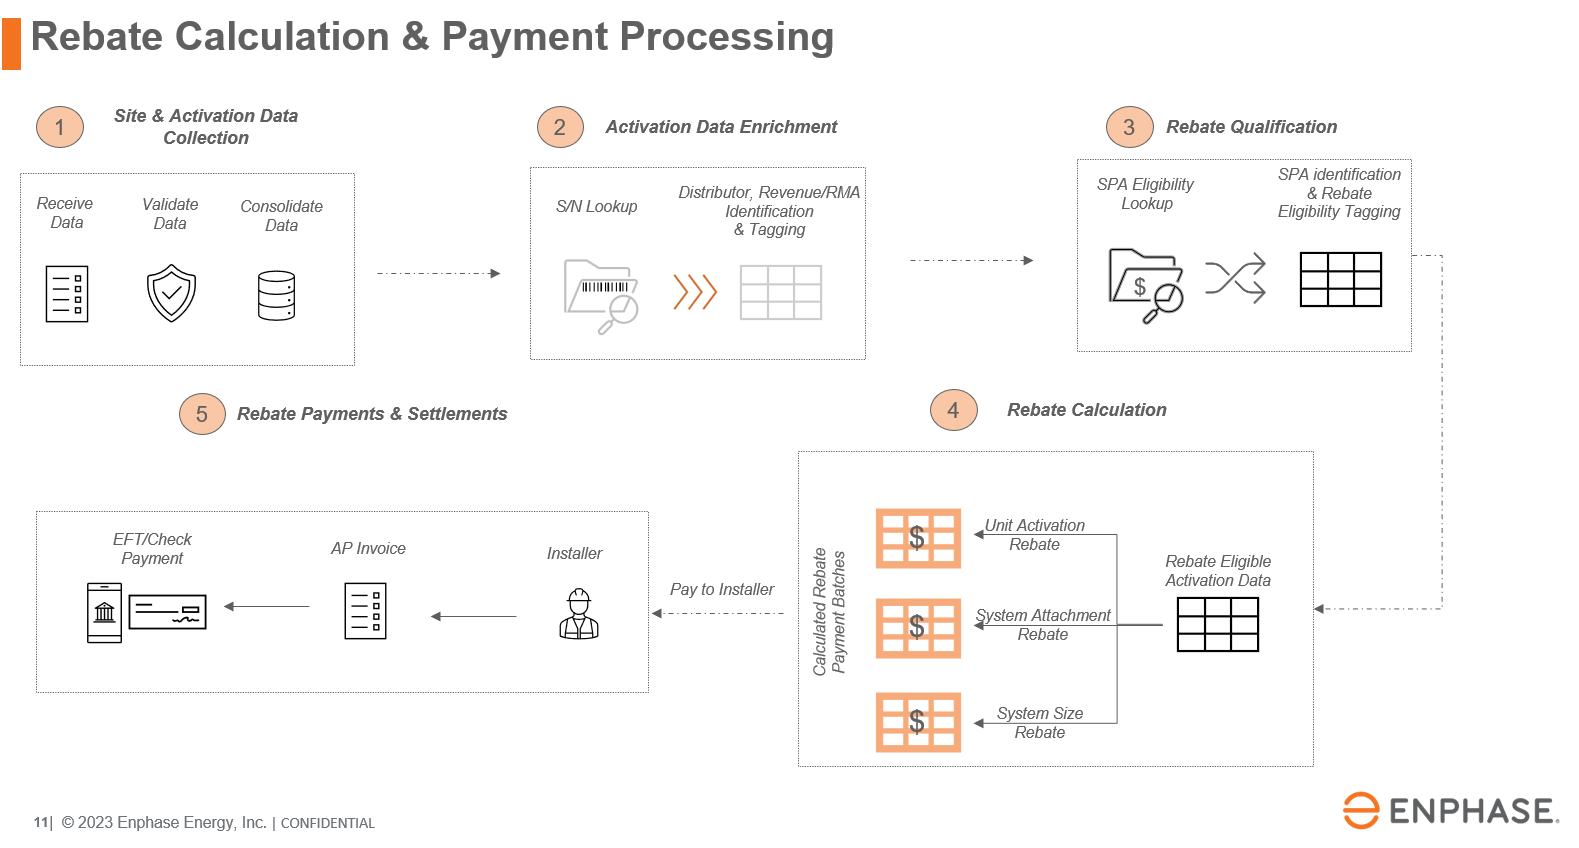 Rebate Calculation & Payment Processing
1
Site & Activation Data
Collection
Receive
Data
Validate
Data
Consolidate
Data
2
Activation Data Enrichment
S/N Lookup
Distributor, Revenue/RMA
Identification
& Tagging
3
Rebate Qualification
SPA Eligibility
Lookup
SPA identification
& Rebate
Eligibility Tagging
$
4
Rebate Calculation
Rebate Eligible
Activation Data
Unit Activation
Rebate
System Attachment
Rebate
System Size
Rebate
$
$
$
Calculated Rebate
Payment Batches
Pay to Installer
5
Rebate Payments & Settlements
Installer
AP Invoice
EFT/Check
Payment
11| © 2023 Enphase Energy, Inc. | CONFIDENTIAL
ENPHASE.